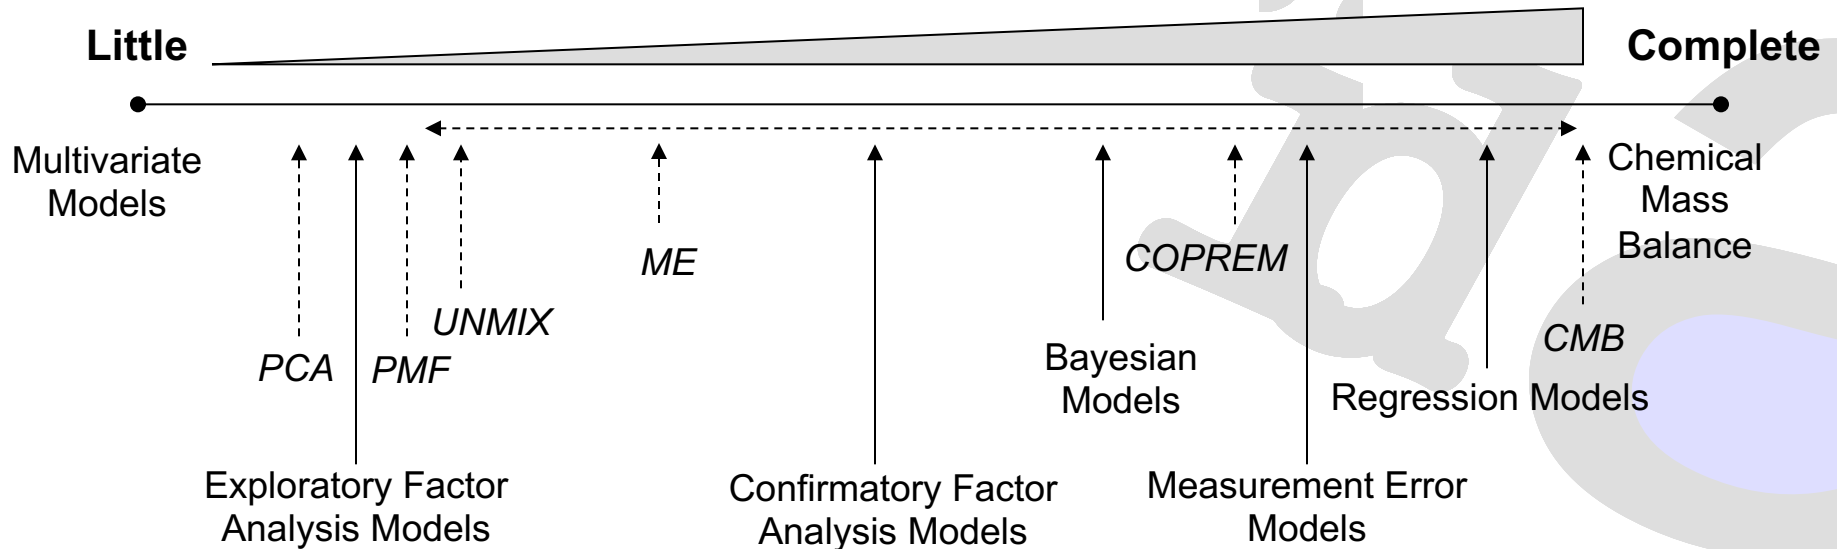 Little
Complete
Multivariate
Models
Chemical
Mass
Balance
ME
COPREM
UNMIX
CMB
PCA
PMF
Bayesian
Models
Regression Models
Exploratory Factor
Analysis Models
Confirmatory Factor
Analysis Models
Measurement Error
Models